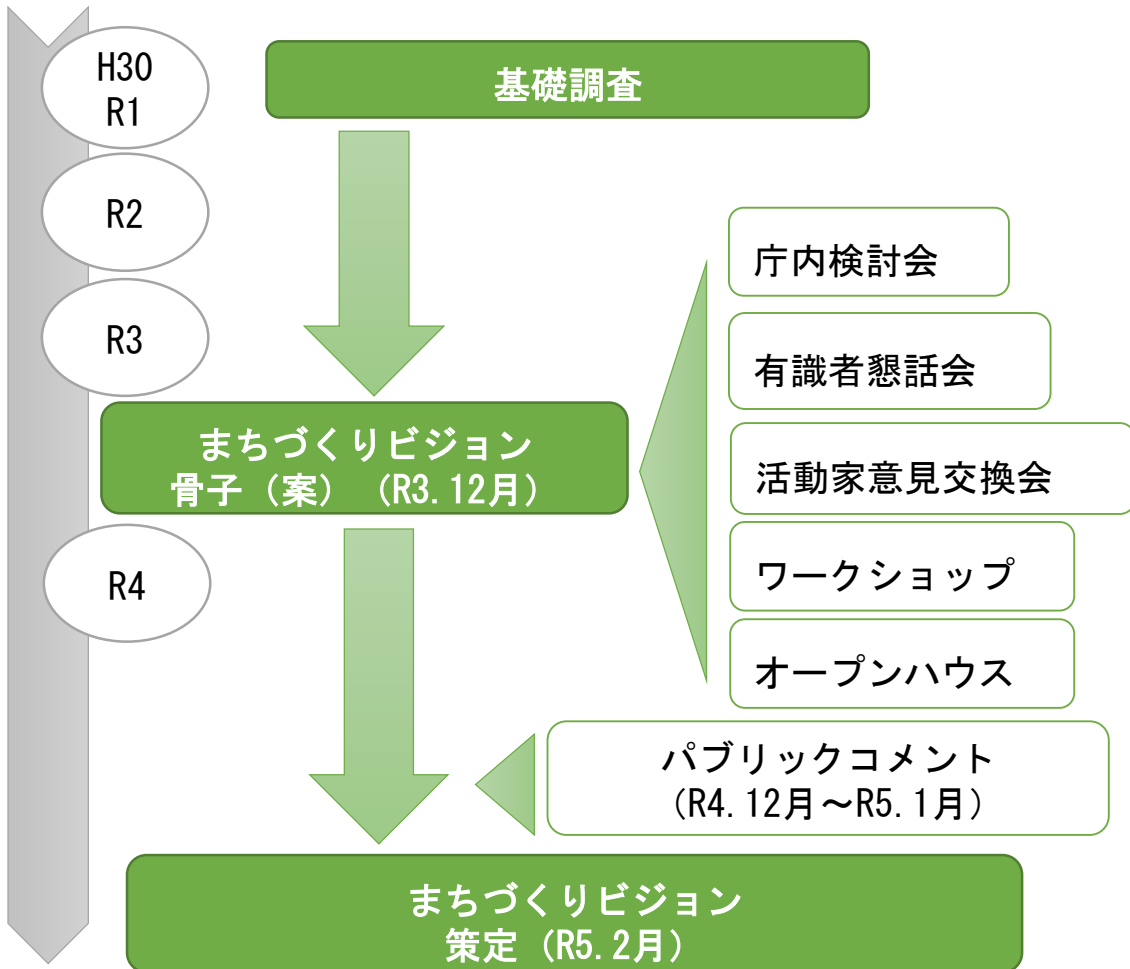 H30
R1
基礎調査
R2
R3
庁内検討会
有識者懇話会
活動家意見交換会
ワークショップ
オープンハウス
まちづくりビジョン
骨子（案）（R3.12月）
R4
パブリックコメント
（R4.12月～R5.1月）
まちづくりビジョン
策定（R5.2月）